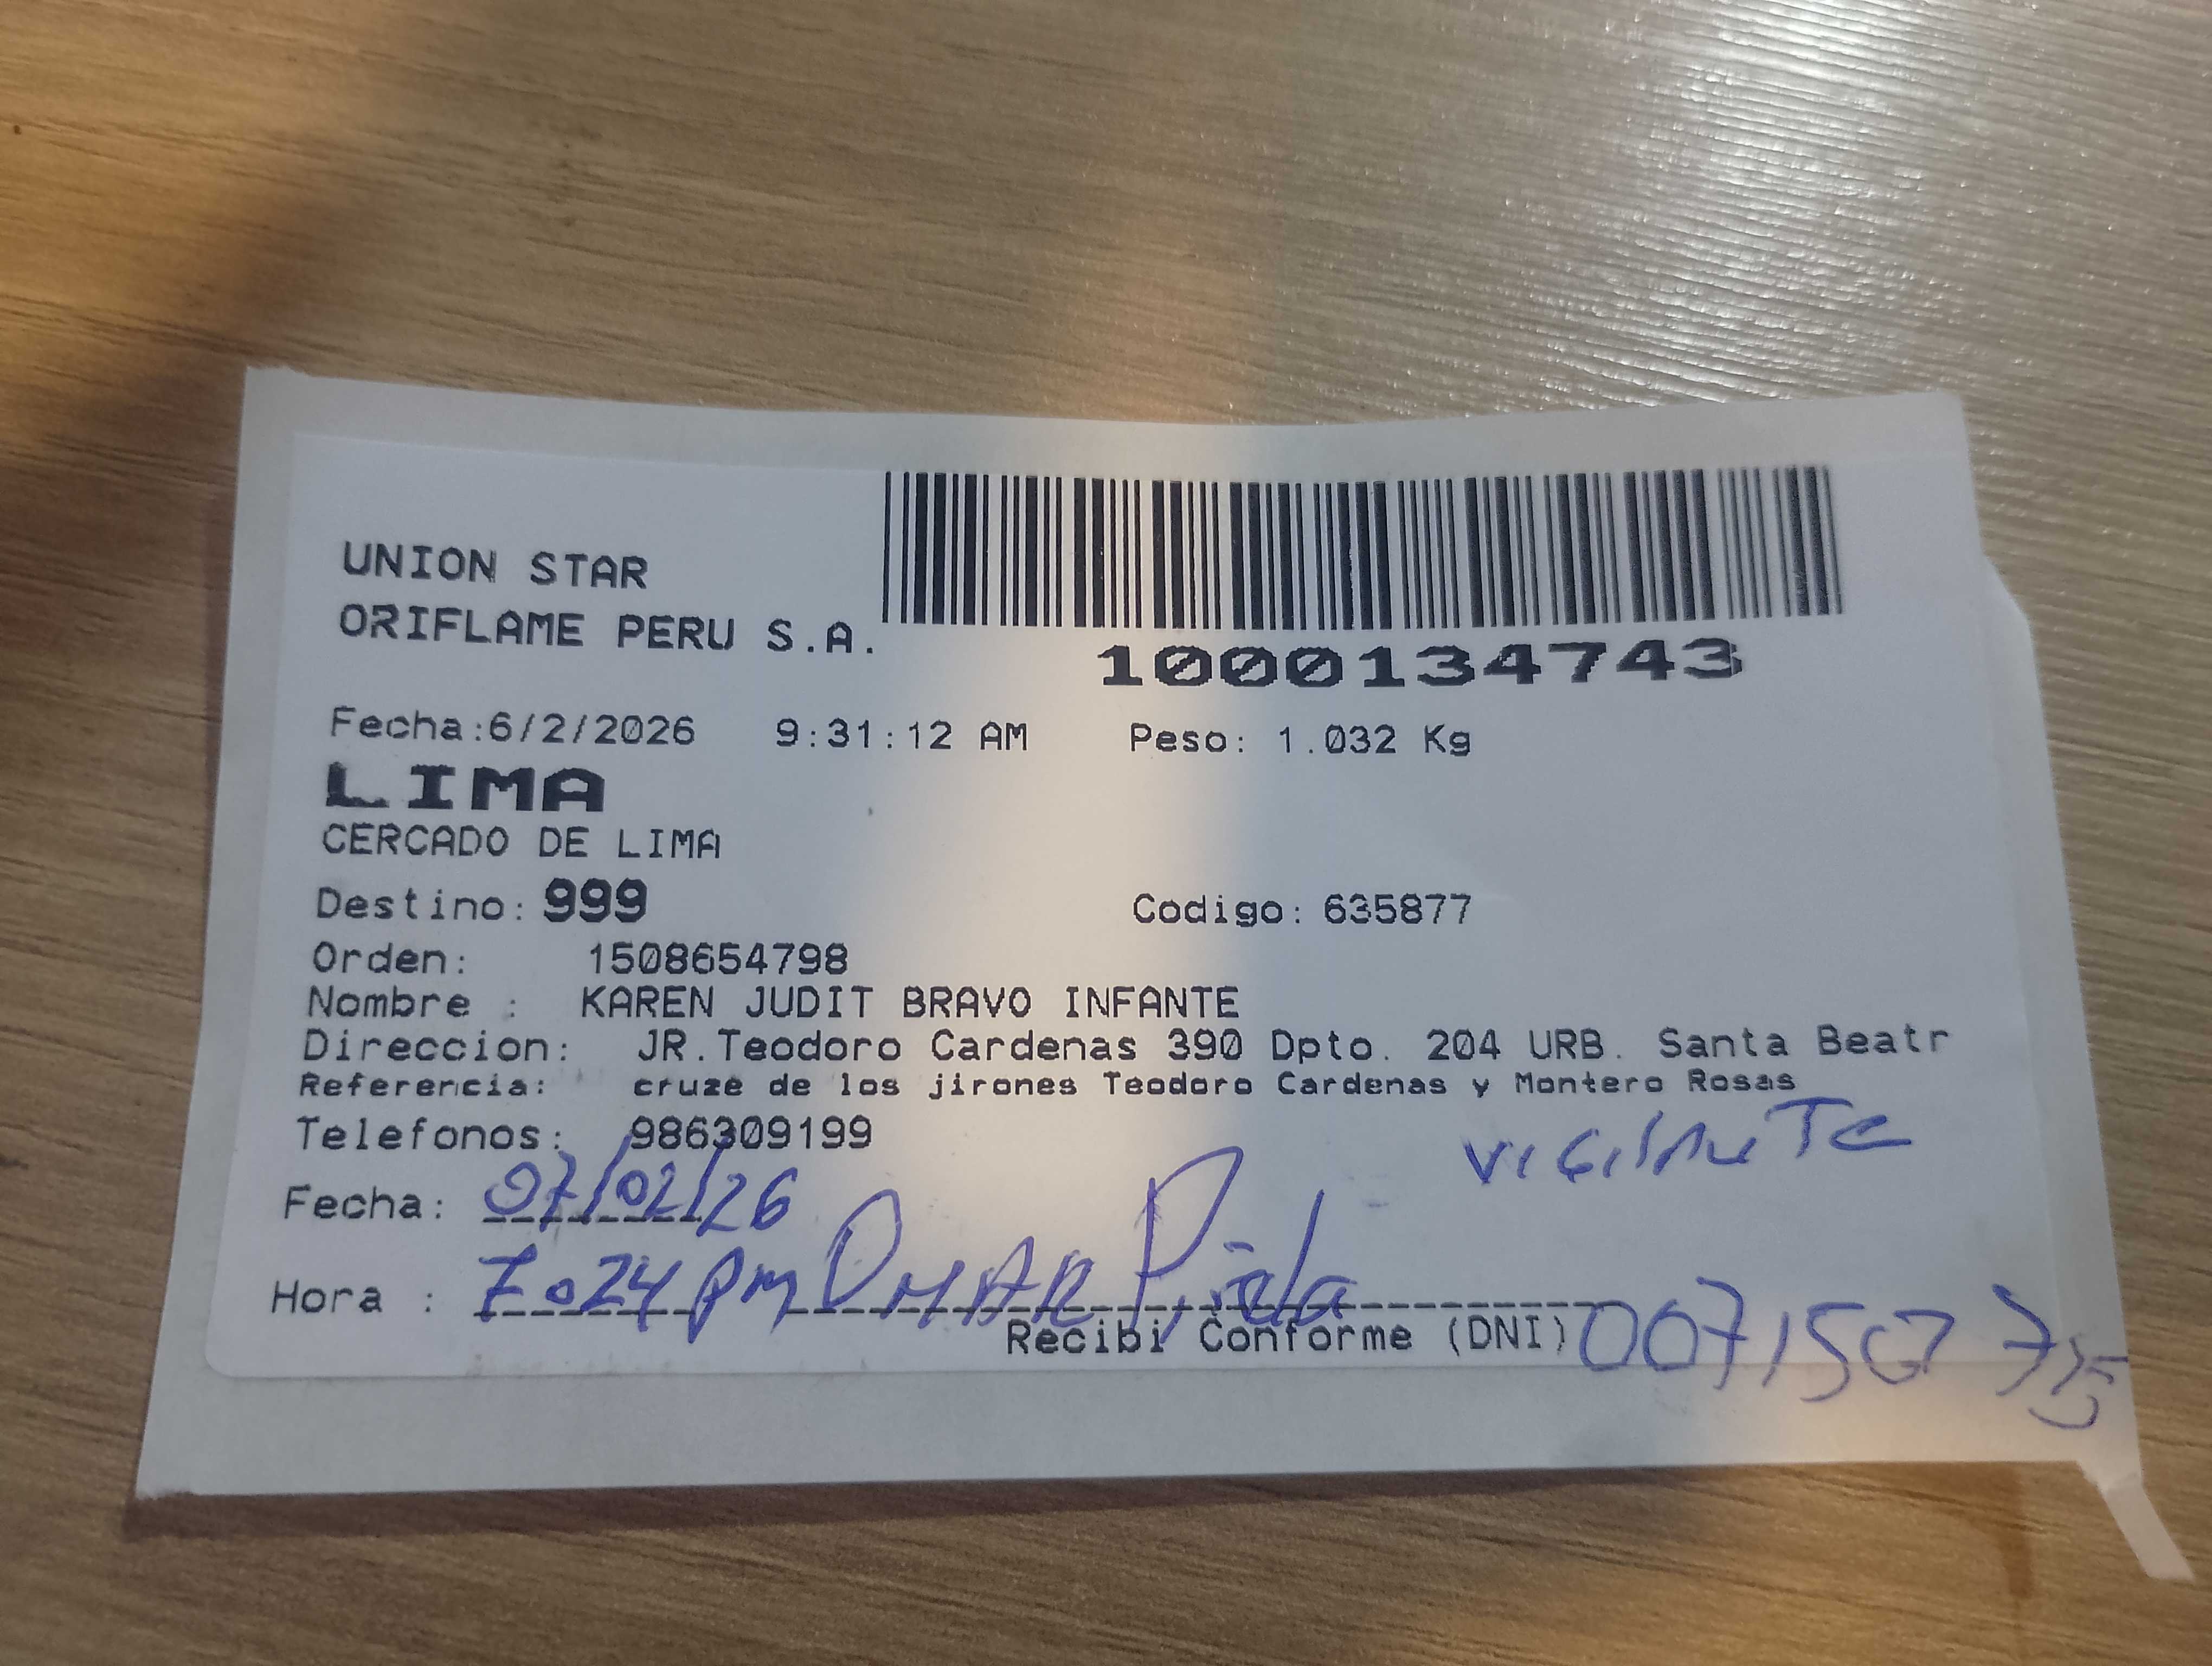 UNION STAR
ORIFLAME PERU S.A.
1000134743
Fecha:6/2/2026 9:31:12 AM Peso: 1.032 Kg
LIMA
CERCADO DE LIMA
Destino: 999 Codigo: 635877
Orden: 1508654798
Nombre : KAREN JUDIT BRAVO INFANTE
Direccion: JR.Teodoro Cardenas 390 Dpto. 204 URB. Santa Beatr
Referencia: cruze de los jirones Teodoro Cardenas y Montero Rosas
Telefonos: 986309199
VIGILANTE
Fecha: 07/02/26
Hora : 7:24 pm OMAR
Recibi Conforme (DNI)